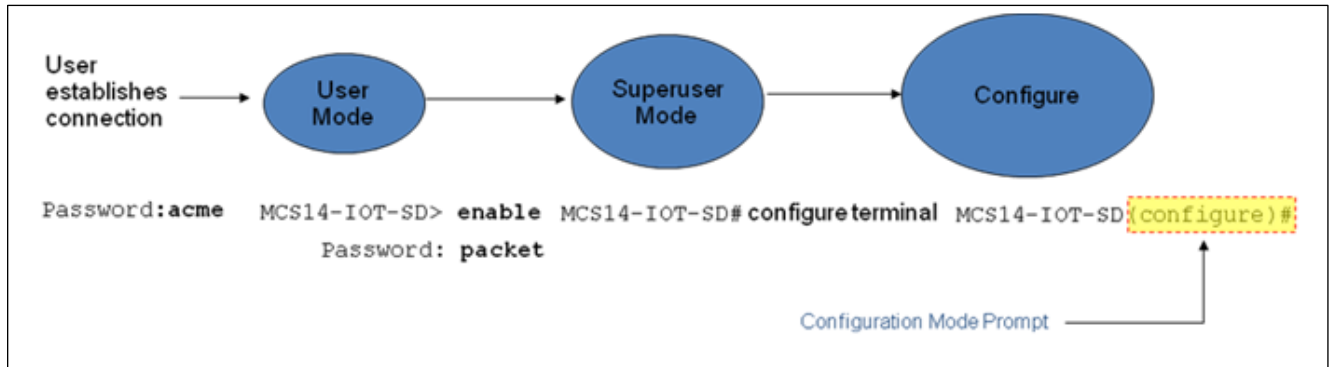 User
establishes
connection
User
Mode
Superuser
Mode
Configure
Password:acme
MCS14-IOT-SD> enable
Password: packet
MCS14-IOT-SD# configure terminal
MCS14-IOT-SD(configure)#
Configuration Mode Prompt